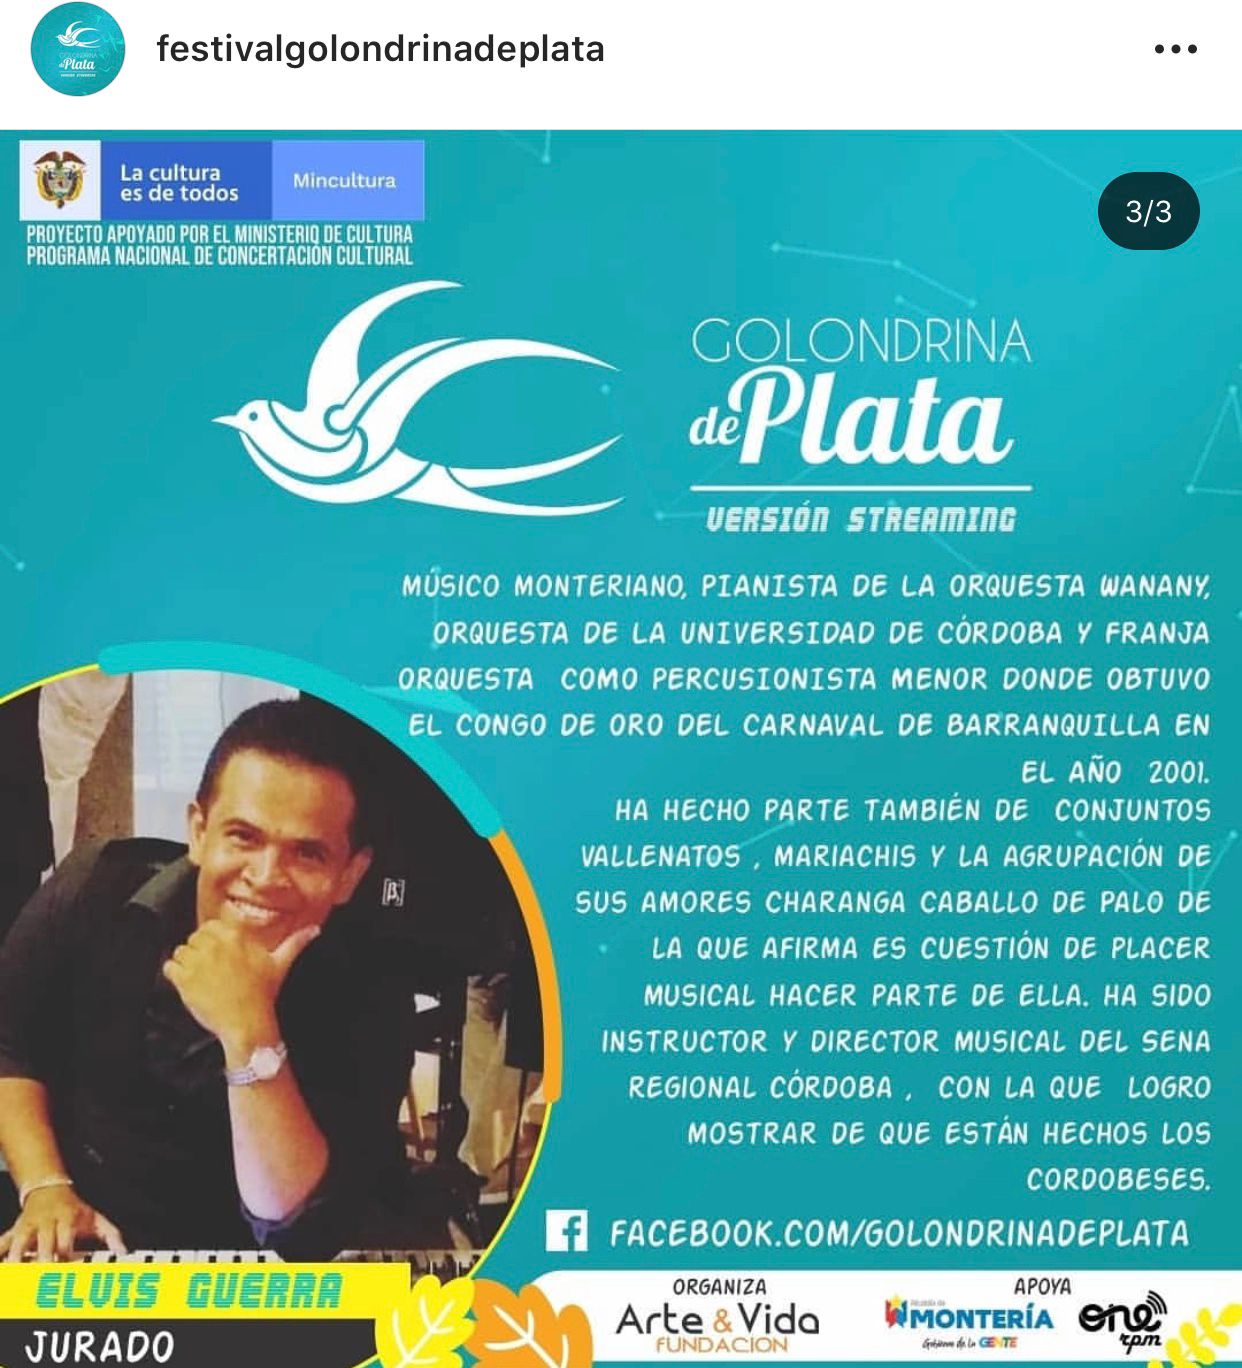 festivalgolondrinadeplata
GOLONDRINA
de Plata
La cultura
es de todos
Mincultura
3/3
PROYECTO APOYADO POR EL MINISTERIO DE CULTURA
PROGRAMA NACIONAL DE CONCERTACIÓN CULTURAL
GOLONDRINA
de Plata
VERSIÓN STREAMING
MÚSICO MONTERIANO, PIANISTA DE LA ORQUESTA WANANY,
ORQUESTA DE LA UNIVERSIDAD DE CÓRDOBA Y FRANJA
ORQUESTA COMO PERCUSIONISTA MENOR DONDE OBTUVO
EL CONGO DE ORO DEL CARNAVAL DE BARRANQUILLA EN
EL AÑO 2001.
HA HECHO PARTE TAMBIÉN DE CONJUNTOS
VALLENATOS , MARIACHIS Y LA AGRUPACIÓN DE
SUS AMORES CHARANGA CABALLO DE PALO DE
LA QUE AFIRMA ES CUESTIÓN DE PLACER
MUSICAL HACER PARTE DE ELLA. HA SIDO
INSTRUCTOR Y DIRECTOR MUSICAL DEL SENA
REGIONAL CÓRDOBA , CON LA QUE LOGRO
MOSTRAR DE QUE ESTÁN HECHOS LOS
CORDOBESES.
FACEBOOK.COM/GOLONDRINADEPLATA
ELVIS GUERRA
JURADO
ORGANIZA
Arte & Vida
FUNDACION
APOYA
Alcaldía de
MONTERÍA
Gobierno de la GENTE
one
rpm